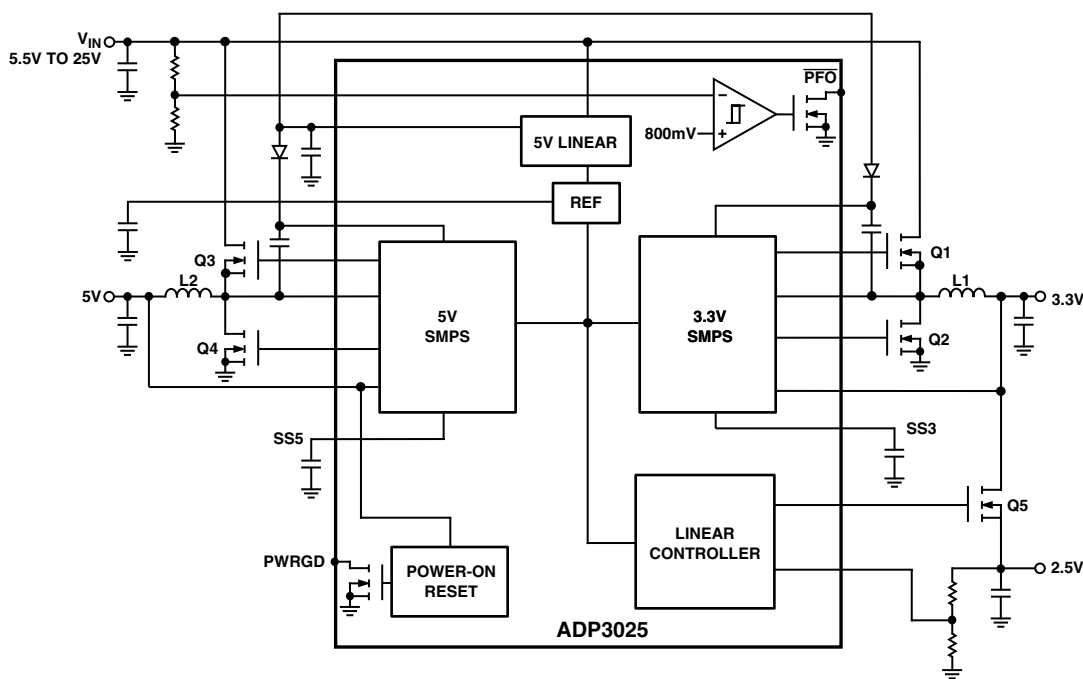 VIN
5.5V TO 25V
PFO
800mV
5V LINEAR
REF
Q3
Q1
L2
L1
5V
3.3V
5V
SMPS
3.3V
SMPS
Q4
Q2
SS5
SS3
Q5
LINEAR
CONTROLLER
PWRGD
POWER-ON
RESET
2.5V
ADP3025